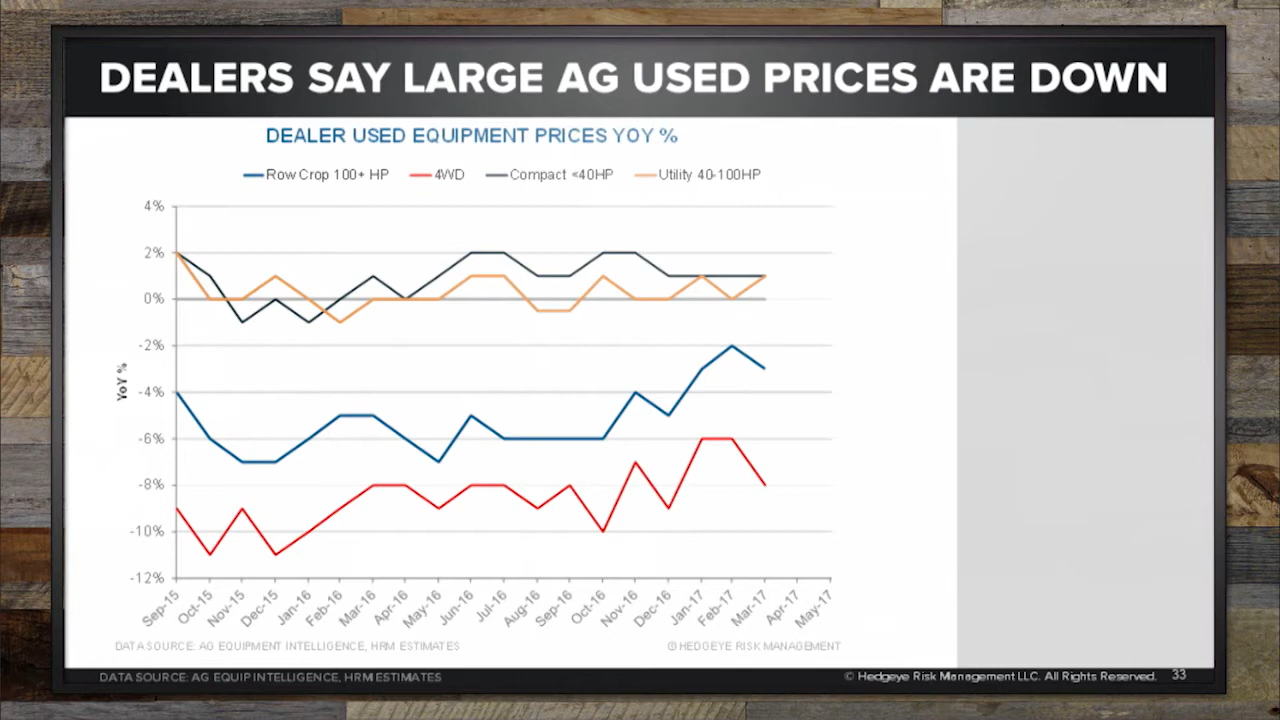 DEALERS SAY LARGE AG USED PRICES ARE DOWN
DEALER USED EQUIPMENT PRICES YOY %
Row Crop 100+ HP 4WD Compact <40HP Utility 40-100HP
4%
2%
0%
-2%
-4%
-6%
-8%
-10%
-12%
YoY %
Sep-15 Oct-15 Nov-15 Dec-15 Jan-16 Feb-16 Mar-16 Apr-16 May-16 Jun-16 Jul-16 Aug-16 Sep-16 Oct-16 Nov-16 Dec-16 Jan-17 Feb-17 Mar-17 Apr-17 May-17
DATA SOURCE: AG EQUIPMENT INTELLIGENCE, HRM ESTIMATES ©HEDGEYE RISK MANAGEMENT
DATA SOURCE: AG EQUIP INTELLIGENCE, HRM ESTIMATES © Hedgeye Risk Management LLC. All Rights Reserved. 33